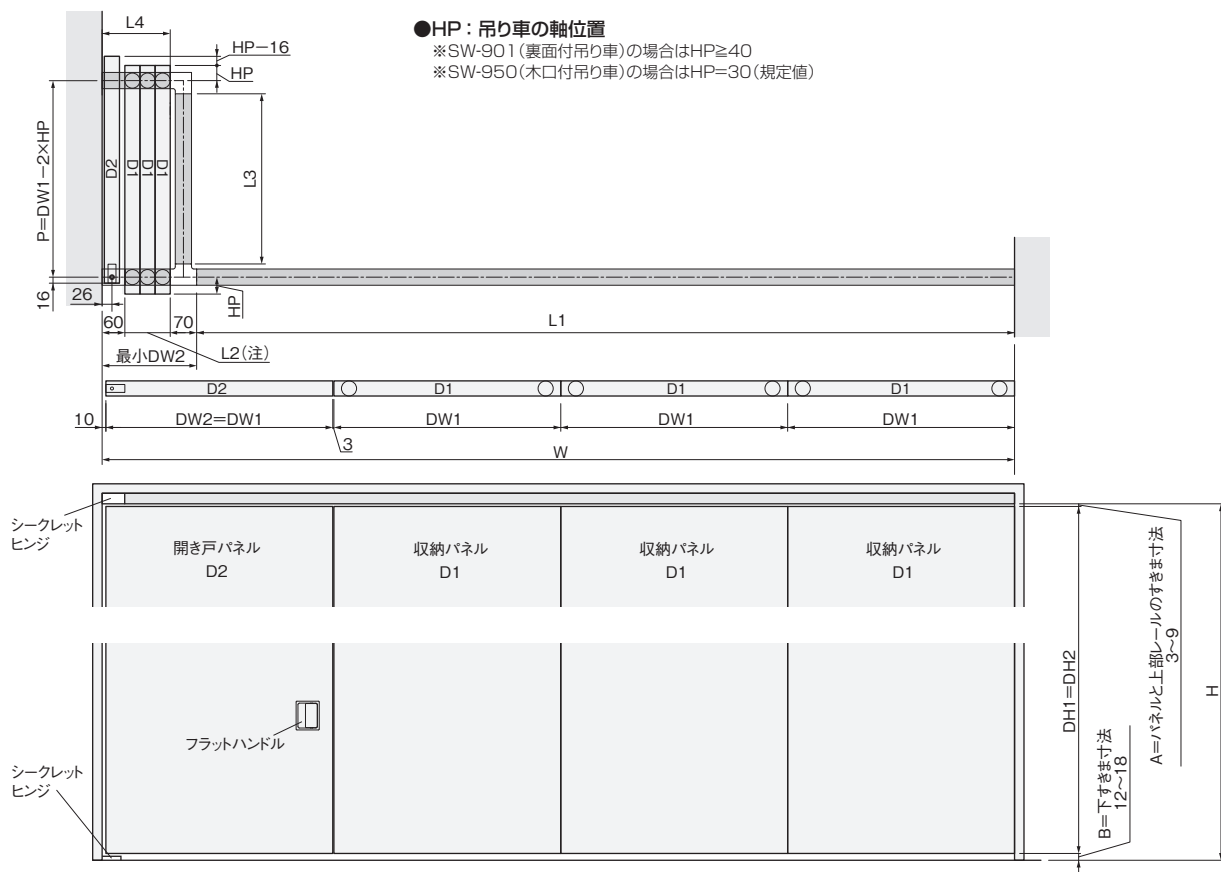 L4
●HP：吊り車の軸位置
※SW-901(裏面付吊り車)の場合はHP≧40
※SW-950(木口付吊り車)の場合はHP=30(規定値)
HP−16
HP
P=DW1−2×HP
D2
D1
D1
D1
L3
16
26
HP
60
70
L1
最小DW2
L2(注)
D2
D1
D1
D1
10
DW2=DW1
DW1
DW1
DW1
3
W
シークレット
ヒンジ
開き戸パネル
D2
収納パネル
D1
収納パネル
D1
収納パネル
D1
A=パネルと上部レールのすきま寸法
3〜9
DH1=DH2
H
フラットハンドル
B=下すきま寸法
12〜18
シークレット
ヒンジ